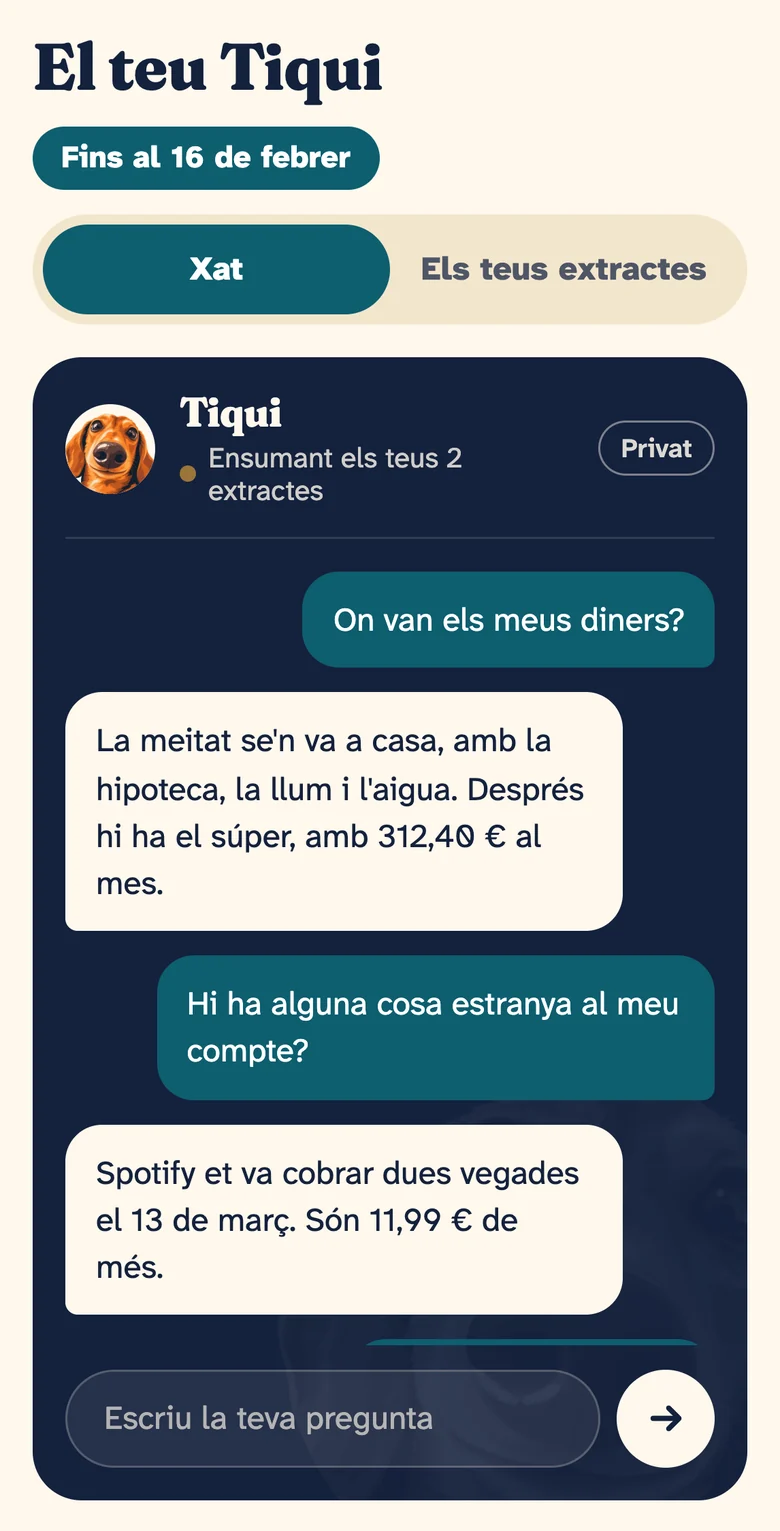 El teu Tiqui
Fins al 16 de febrer
Xat
Els teus extractes
Tiqui
Ensumant els teus 2
extractes
Privat
On van els meus diners?
La meitat se'n va a casa, amb la
hipoteca, la llum i l'aigua. Després
hi ha el súper, amb 312,40 € al
mes.
Hi ha alguna cosa estranya al meu
compte?
Spotify et va cobrar dues vegades
el 13 de març. Són 11,99 € de
més.
Escriu la teva pregunta